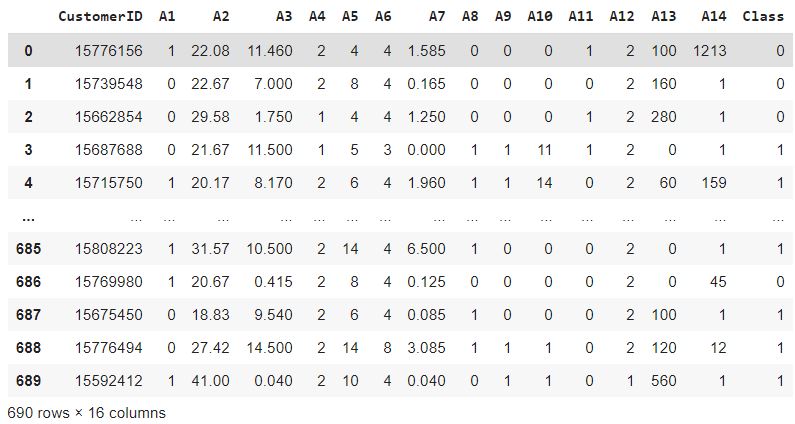 CustomerID A1 A2 A3 A4 A5 A6 A7 A8 A9 A10 A11 A12 A13 A14 Class
0 15776156 1 22.08 11.460 2 4 4 1.585 0 0 0 1 2 100 1213 0
1 15739548 0 22.67 7.000 2 8 4 0.165 0 0 0 0 2 160 1 0
2 15662854 0 29.58 1.750 1 4 4 1.250 0 0 0 1 2 280 1 0
3 15687688 0 21.67 11.500 1 5 3 0.000 1 1 11 1 2 0 1 1
4 15715750 1 20.17 8.170 2 6 4 1.960 1 1 14 0 2 60 159 1
... ... ... ... ... ... ... ... ... ... ... ... ... ... ... ... ...
685 15808223 1 31.57 10.500 2 14 4 6.500 1 0 0 0 2 0 1 1
686 15769980 1 20.67 0.415 2 8 4 0.125 0 0 0 0 2 0 45 0
687 15675450 0 18.83 9.540 2 6 4 0.085 1 0 0 0 2 100 1 1
688 15776494 0 27.42 14.500 2 14 8 3.085 1 1 1 0 2 120 12 1
689 15592412 1 41.00 0.040 2 10 4 0.040 0 1 1 0 1 560 1 1
690 rows × 16 columns